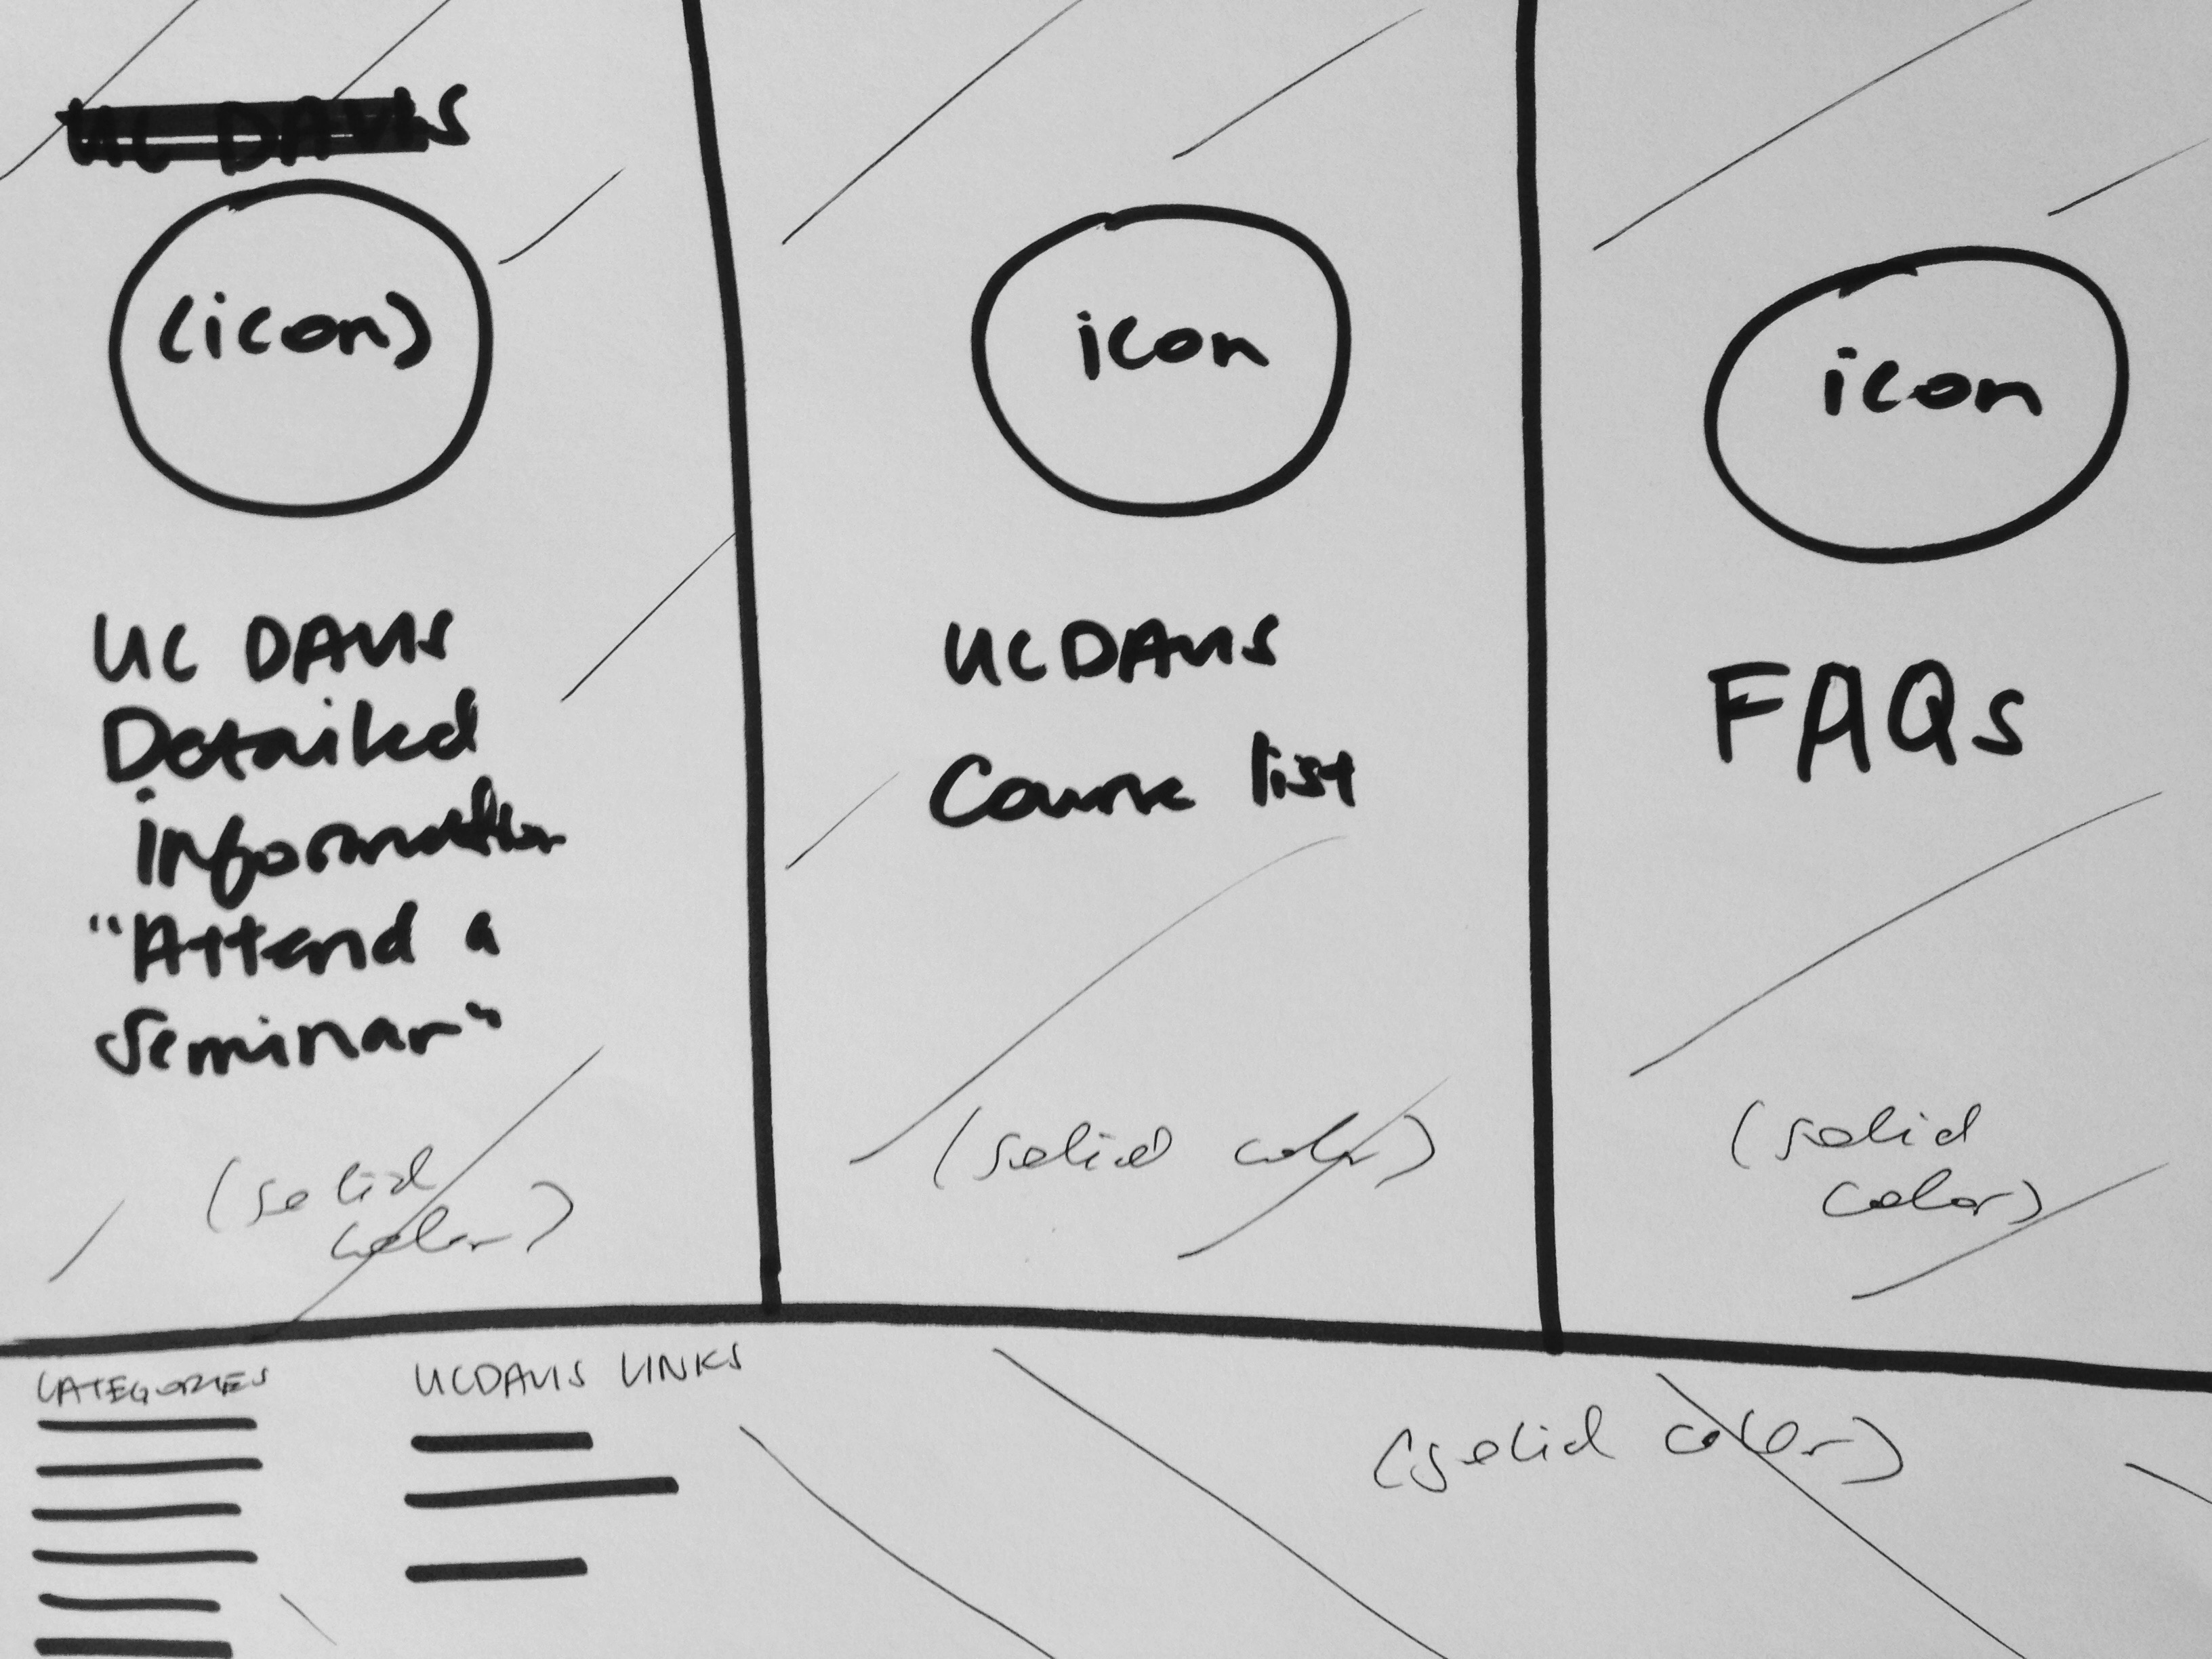 UC DAVIS
(icon)
UC DAVIS
Detailed
information
"Attend a
Seminar"
(solid
color)
icon
UCDAVIS
Course list
(solid color)
icon
FAQs
(solid
color)
CATEGORIES
UCDAVIS LINKS
(solid color)